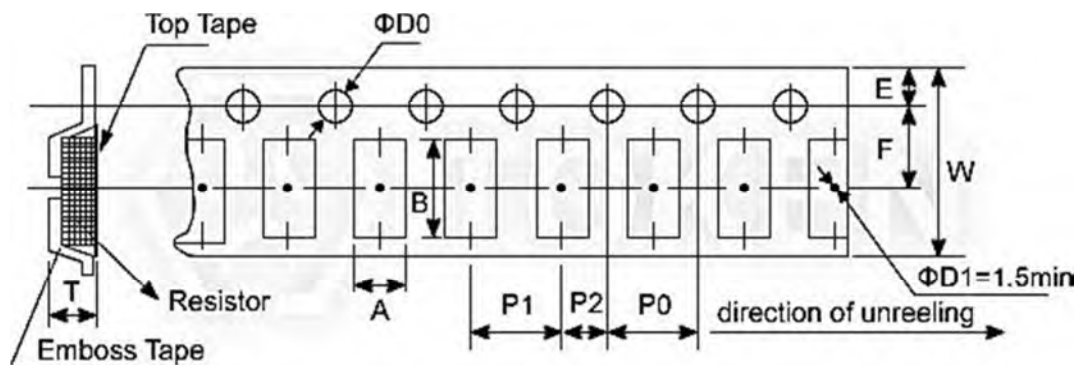 Top Tape
ΦD0
E
F
W
B
ΦD1=1.5min
T
Resistor
A
P1
P2
P0
direction of unreeling
Emboss Tape